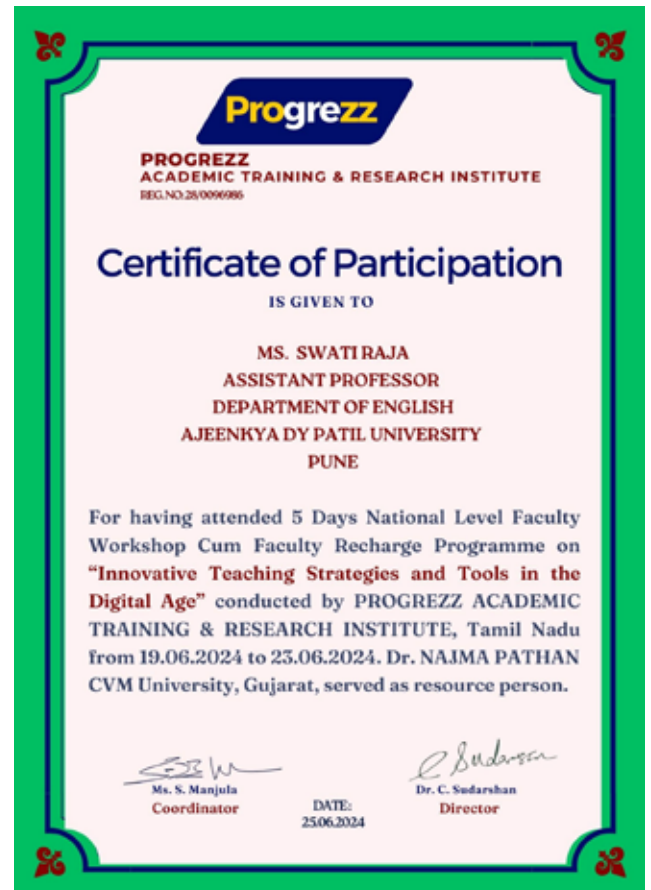 Progrezz
PROGREZZ
ACADEMIC TRAINING & RESEARCH INSTITUTE
REG.NO:28/0096986
Certificate of Participation
IS GIVEN TO
MS. SWATI RAJA
ASSISTANT PROFESSOR
DEPARTMENT OF ENGLISH
AJEENKYA DY PATIL UNIVERSITY
PUNE
For having attended 5 Days National Level Faculty
Workshop Cum Faculty Recharge Programme on
“Innovative Teaching Strategies and Tools in the
Digital Age” conducted by PROGREZZ ACADEMIC
TRAINING & RESEARCH INSTITUTE, Tamil Nadu
from 19.06.2024 to 23.06.2024. Dr. NAJMA PATHAN
CVM University, Gujarat, served as resource person.
C Sudarsan
Ms. S. Manjula
Coordinator
DATE:
25.06.2024
Dr. C. Sudarshan
Director